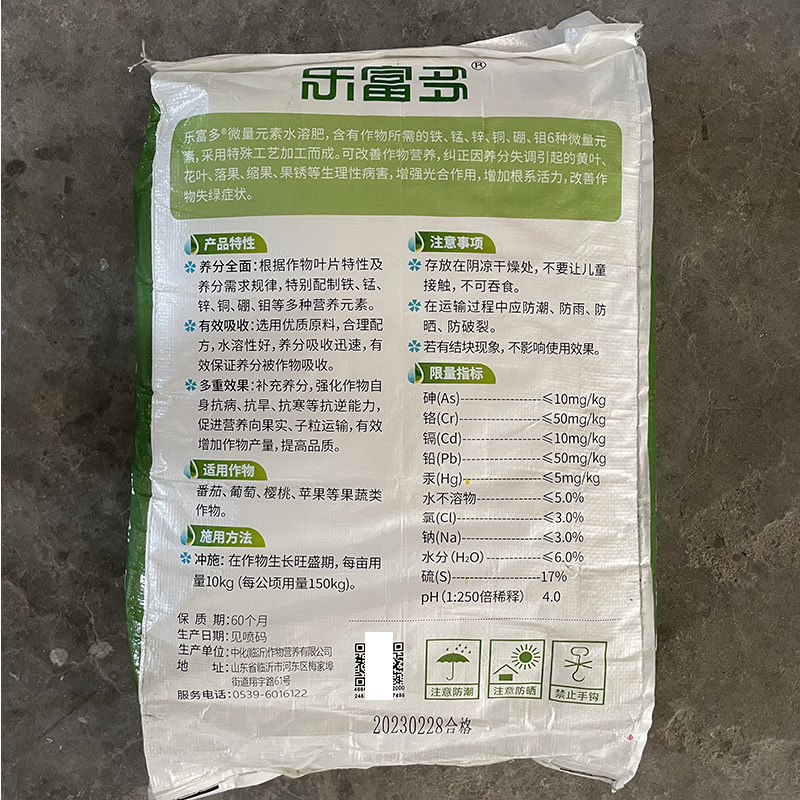 乐富多®
乐富多®微量元素水溶肥，含有作物所需的铁、锰、锌、铜、硼、钼6种微量元
素，采用特殊工艺加工而成。可改善作物营养，纠正因养分失调引起的黄叶、
花叶、落果、缩果、果锈等生理性病害，增强光合作用，增加根系活力，改善作
物失绿症状。
产品特性
养分全面：根据作物叶片特性及
养分需求规律，特别配制铁、锰、
锌、铜、硼、钼等多种营养元素。
有效吸收：选用优质原料，合理配
方，水溶性好，养分吸收迅速，有
效保证养分被作物吸收。
多重效果：补充养分，强化作物自
身抗病、抗旱、抗寒等抗逆能力，
促进营养向果实、子粒运输，有效
增加作物产量，提高品质。
适用作物
番茄、葡萄、樱桃、苹果等果蔬类
作物。
施用方法
冲施：在作物生长旺盛期，每亩用
量10kg（每公顷用量150kg）。
注意事项
存放在阴凉干燥处，不要让儿童
接触，不可吞食。
在运输过程中应防潮、防雨、防
晒、防破裂。
若有结块现象，不影响使用效果。
限量指标
砷(As)--------------------≤10mg/kg
铬(Cr)--------------------≤50mg/kg
镉(Cd)--------------------≤10mg/kg
铅(Pb)--------------------≤50mg/kg
汞(Hg)--------------------≤5mg/kg
水不溶物----------------≤5.0%
氯(Cl)--------------------≤3.0%
钠(Na)-------------------≤3.0%
水分（H₂O）--------------≤6.0%
硫(S)---------------------17%
pH（1:250倍稀释） 4.0
保 质 期：60个月
生产日期：见喷码
生产单位：中化(临沂)作物营养有限公司
地 址：山东省临沂市河东区梅家埠
街道翔宇路61号
服务电话：0539-6016122
注意防潮
注意防晒
禁止手钩
20230228合格